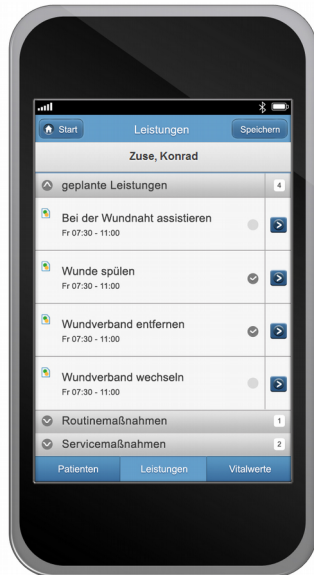 Start
Leistungen
Speichern
Zuse, Konrad
geplante Leistungen
4
Bei der Wundnaht assistieren
Fr 07:30 - 11:00
Wunde spülen
Fr 07:30 - 11:00
Wundverband entfernen
Fr 07:30 - 11:00
Wundverband wechseln
Fr 07:30 - 11:00
Routinemaßnahmen
1
Servicemaßnahmen
2
Patienten
Leistungen
Vitalwerte